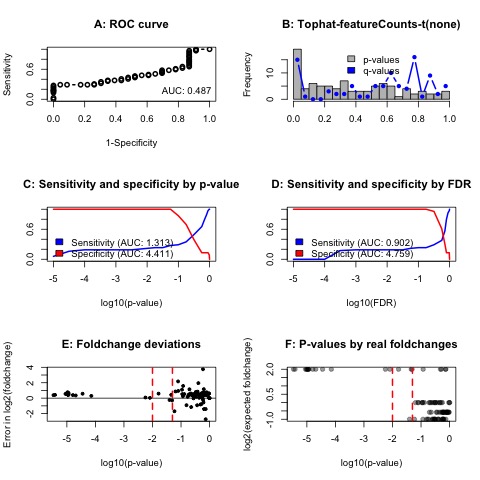 A: ROC curve
Sensitivity
0.0 0.6
AUC: 0.487
0.0 0.2 0.4 0.6 0.8 1.0
1-Specificity
B: Tophat-featureCounts-t(none)
Frequency
0 5 10 15
p-values
q-values
0.0 0.2 0.4 0.6 0.8 1.0
C: Sensitivity and specificity by p-value
0.0 0.6
Sensitivity (AUC: 1.313)
Specificity (AUC: 4.411)
-5 -4 -3 -2 -1 0
log10(p-value)
D: Sensitivity and specificity by FDR
0.0 0.6
Sensitivity (AUC: 0.902)
Specificity (AUC: 4.759)
-5 -4 -3 -2 -1 0
log10(FDR)
E: Foldchange deviations
Error in log2(foldchange)
-2 0 2 4
-5 -4 -3 -2 -1 0
log10(p-value)
F: P-values by real foldchanges
log2(expected foldchange)
-1.0 0.5 2.0
-5 -4 -3 -2 -1 0
log10(p-value)